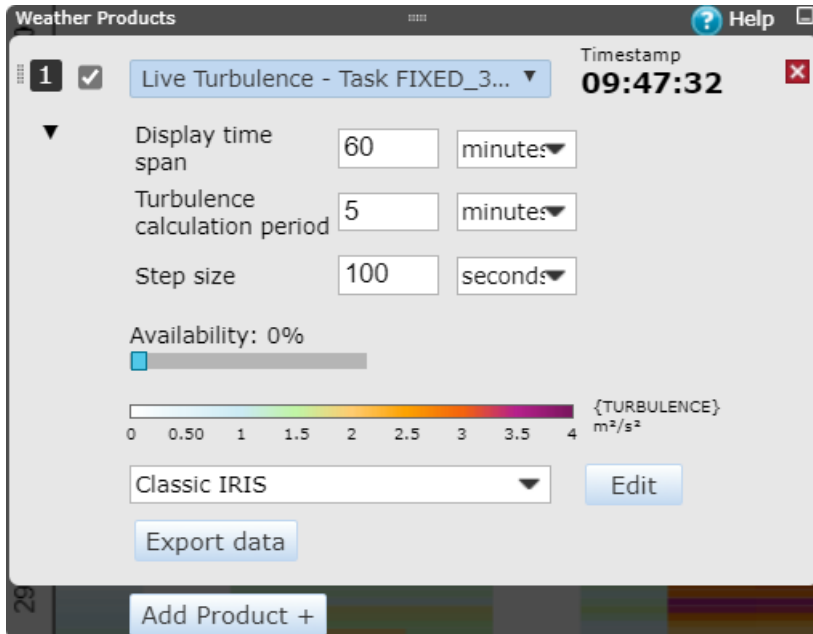 Weather Products
Help
1
Live Turbulence - Task FIXED_3...
Timestamp
09:47:32
Display time
span
60
minutes
Turbulence
calculation period
5
minutes
Step size
100
seconds
Availability: 0%
0 0.50 1 1.5 2 2.5 3 3.5 4
{TURBULENCE}
m²/s²
Classic IRIS
Edit
Export data
29
Add Product +